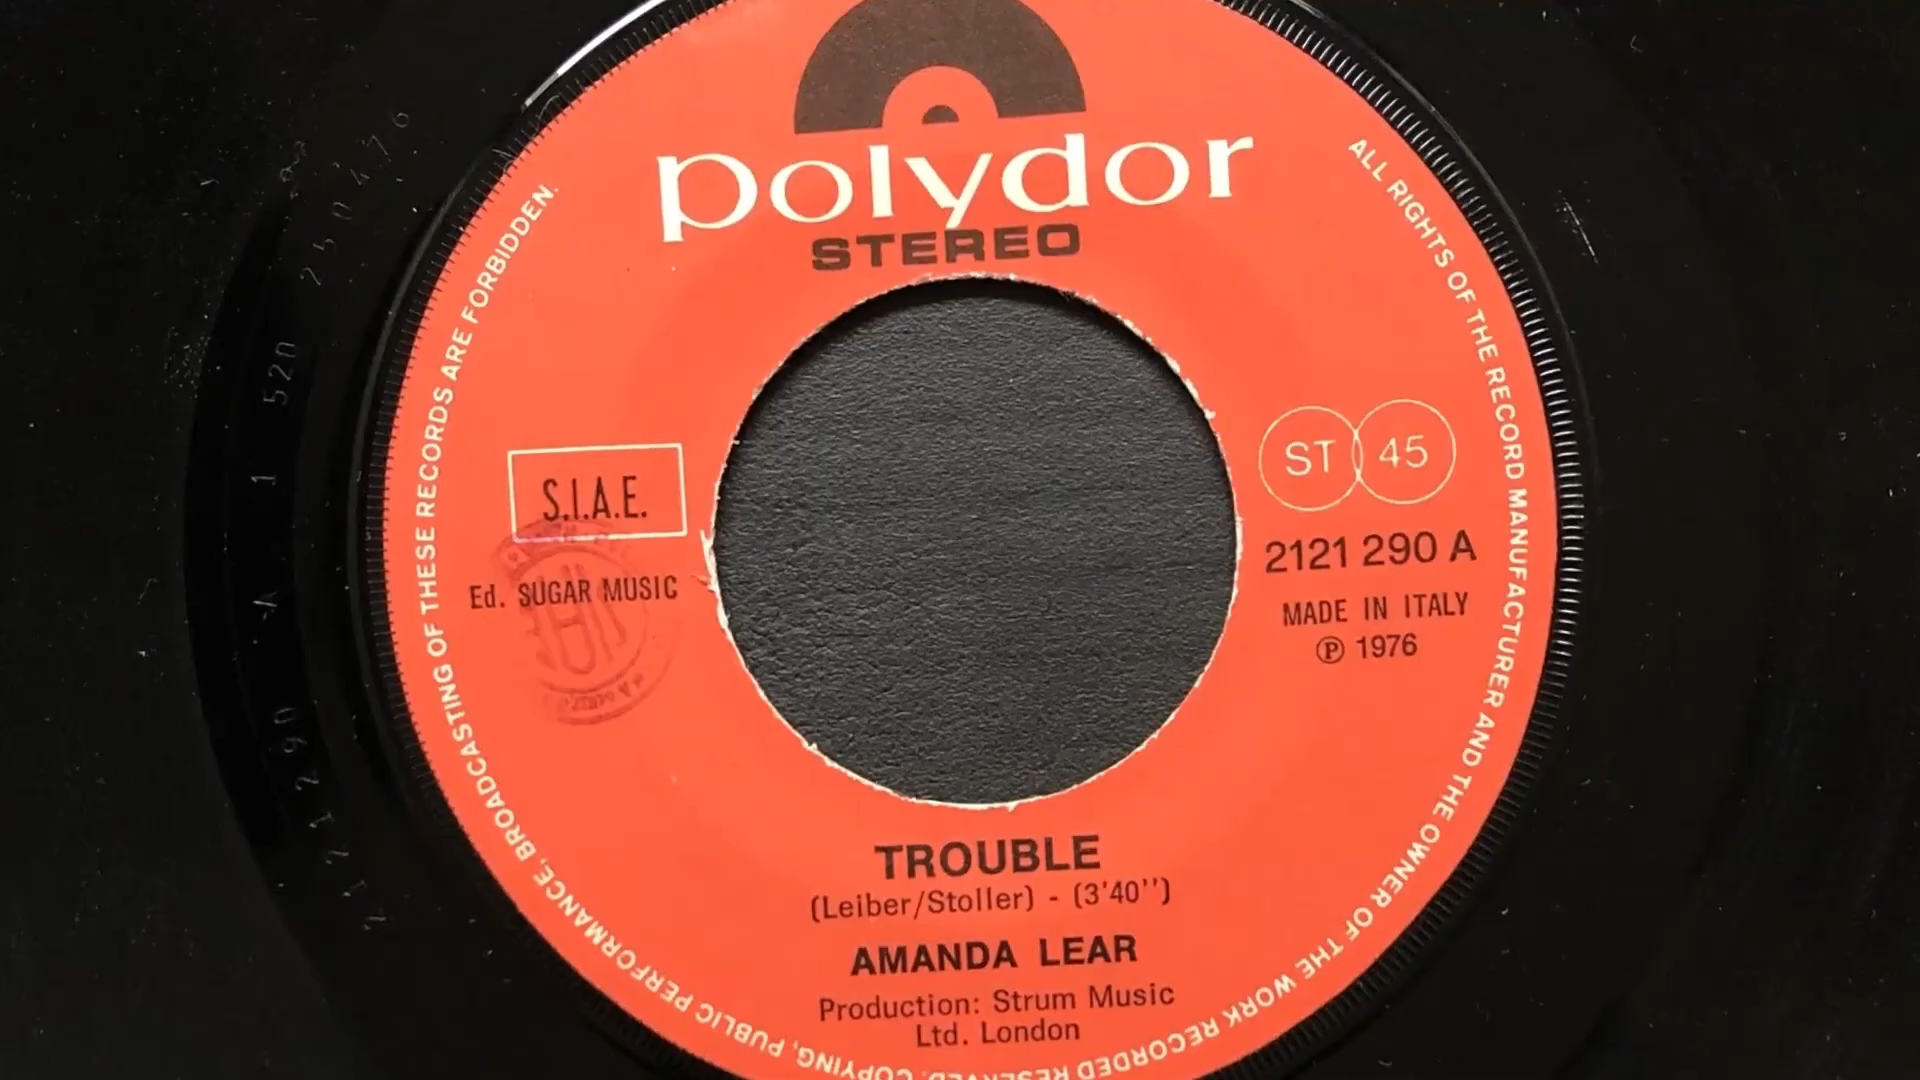 polydor
STEREO
ALL RIGHTS OF THE RECORD MANUFACTURER AND THE OWNER OF THE WORK RECORDED RESERVED. COPYING, PUBLIC PERFORMANCE, BROADCASTING OF THESE RECORDS ARE FORBIDDEN.
S.I.A.E.
Ed. SUGAR MUSIC
ST 45
2121 290 A
MADE IN ITALY
Ⓟ 1976
TROUBLE
(Leiber/Stoller) - (3'40'')
AMANDA LEAR
Production: Strum Music
Ltd. London